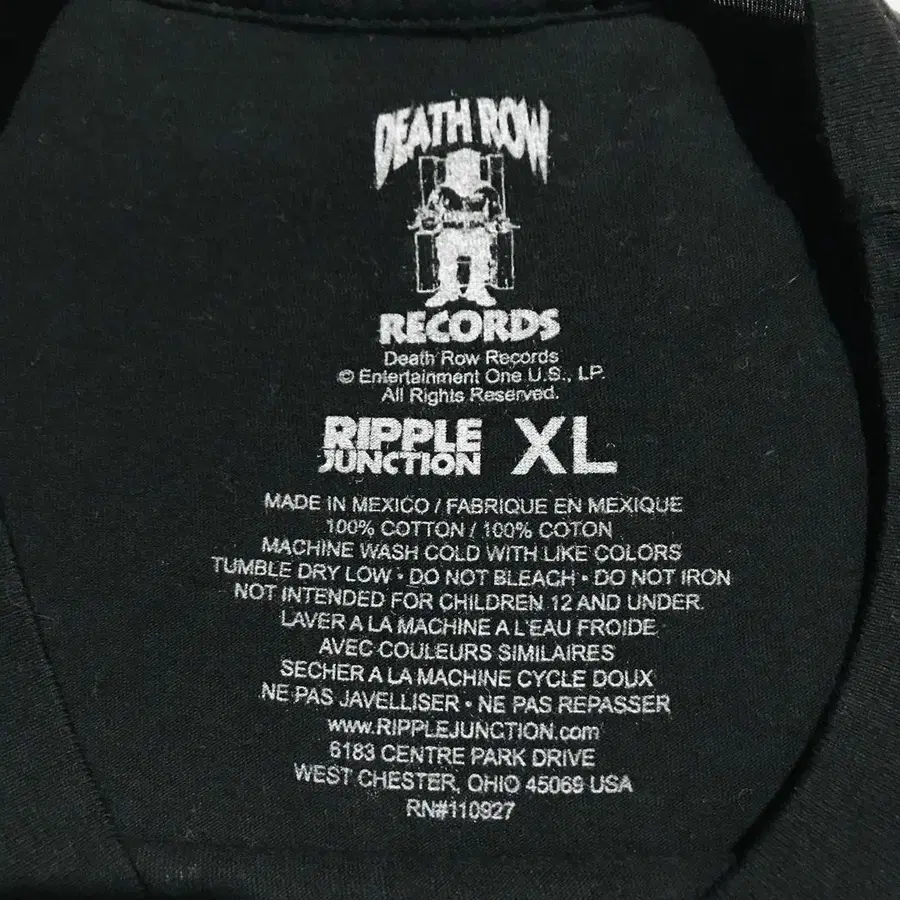 DEATH ROW
RECORDS
Death Row Records
© Entertainment One U.S., LP.
All Rights Reserved.
RIPPLE JUNCTION XL
MADE IN MEXICO / FABRIQUE EN MEXIQUE
100% COTTON / 100% COTON
MACHINE WASH COLD WITH LIKE COLORS
TUMBLE DRY LOW • DO NOT BLEACH • DO NOT IRON
NOT INTENDED FOR CHILDREN 12 AND UNDER.
LAVER A LA MACHINE A L'EAU FROIDE
AVEC COULEURS SIMILAIRES
SECHER A LA MACHINE CYCLE DOUX
NE PAS JAVELLISER • NE PAS REPASSER
www.RIPPLEJUNCTION.com
6183 CENTRE PARK DRIVE
WEST CHESTER, OHIO 45069 USA
RN#110927